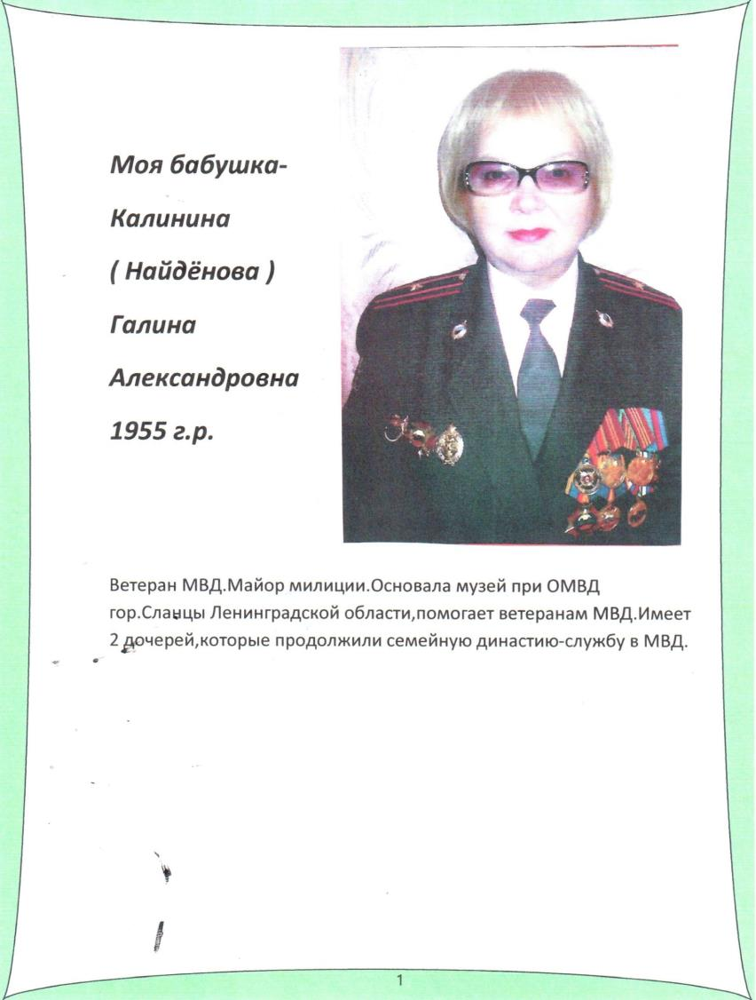 Моя бабушка-
Калинина
( Найдёнова )
Галина
Александровна
1955 г.р.
Ветеран МВД.Майор милиции.Основала музей при ОМВД
гор.Сланцы Ленинградской области,помогает ветеранам МВД.Имеет
2 дочерей,которые продолжили семейную династию-службу в МВД.
1